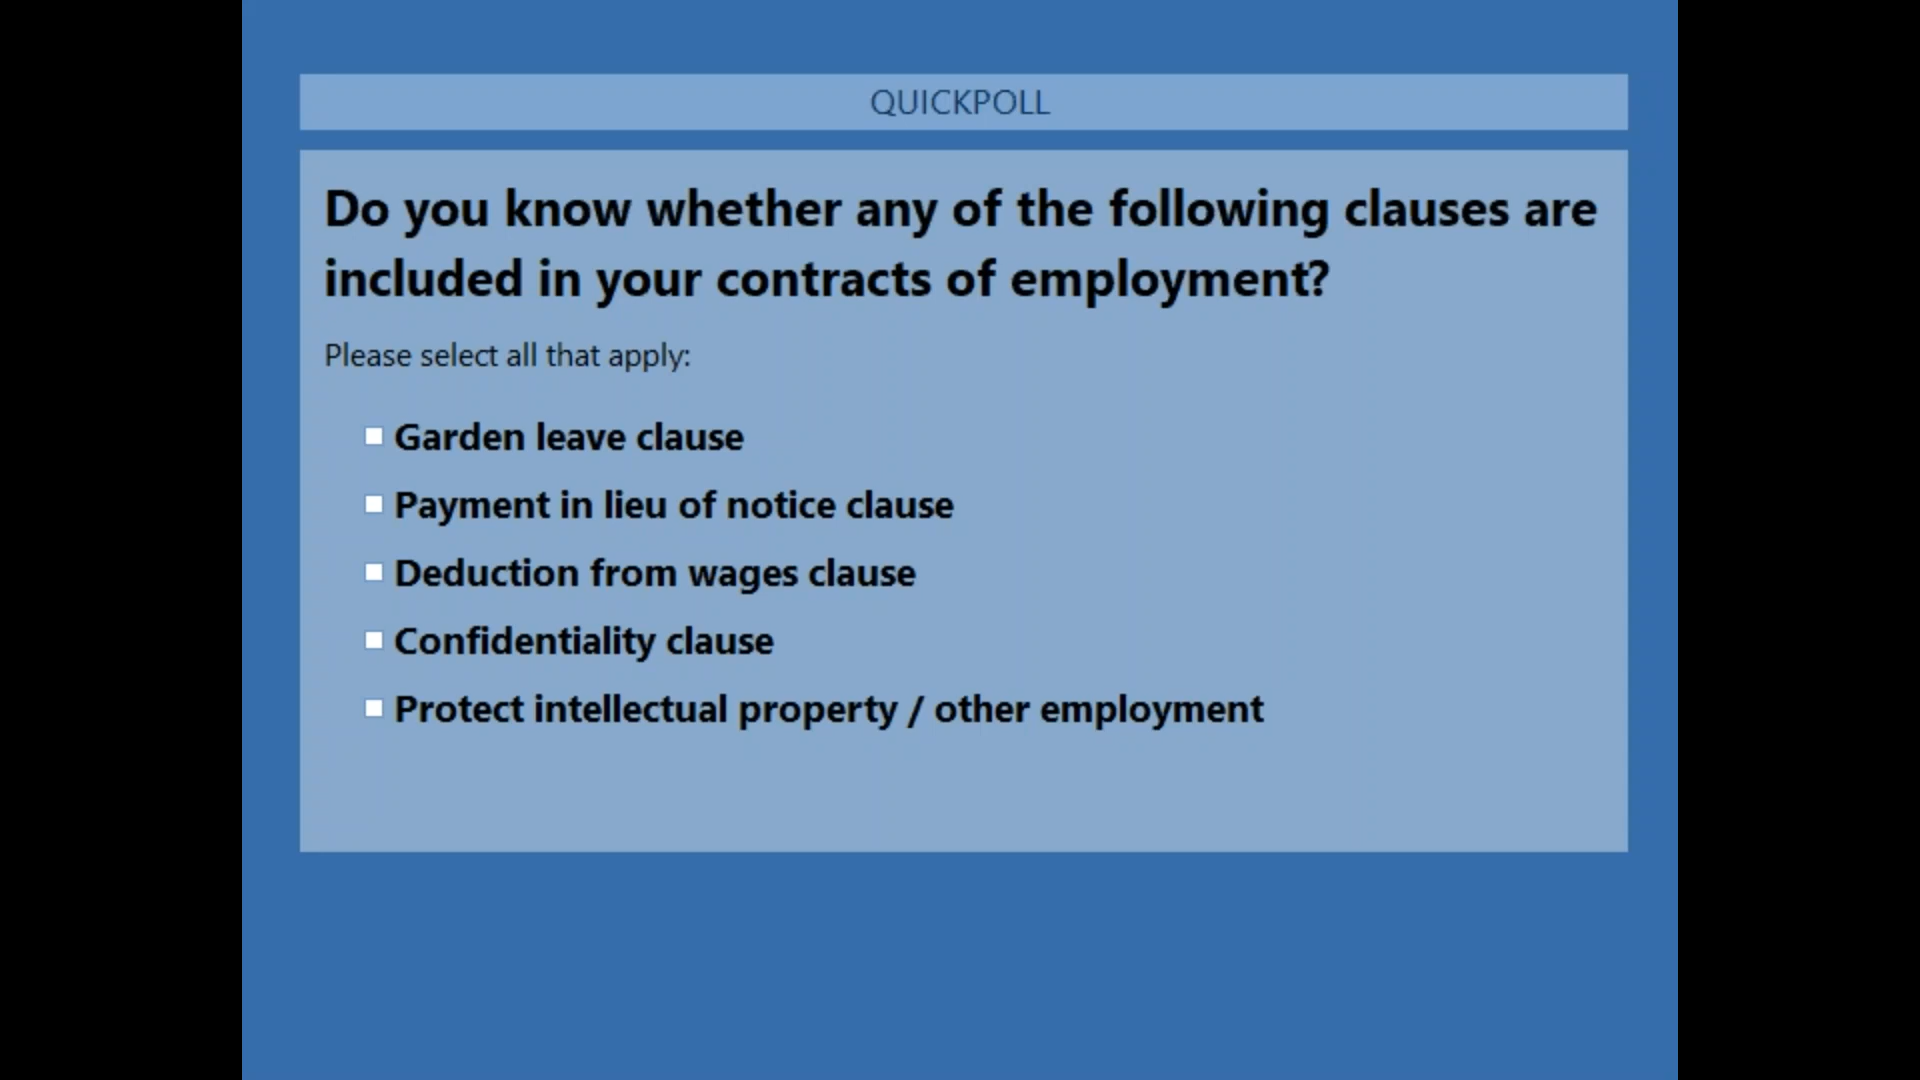 QUICKPOLL
Do you know whether any of the following clauses are
included in your contracts of employment?
Please select all that apply:
Garden leave clause
Payment in lieu of notice clause
Deduction from wages clause
Confidentiality clause
Protect intellectual property / other employment